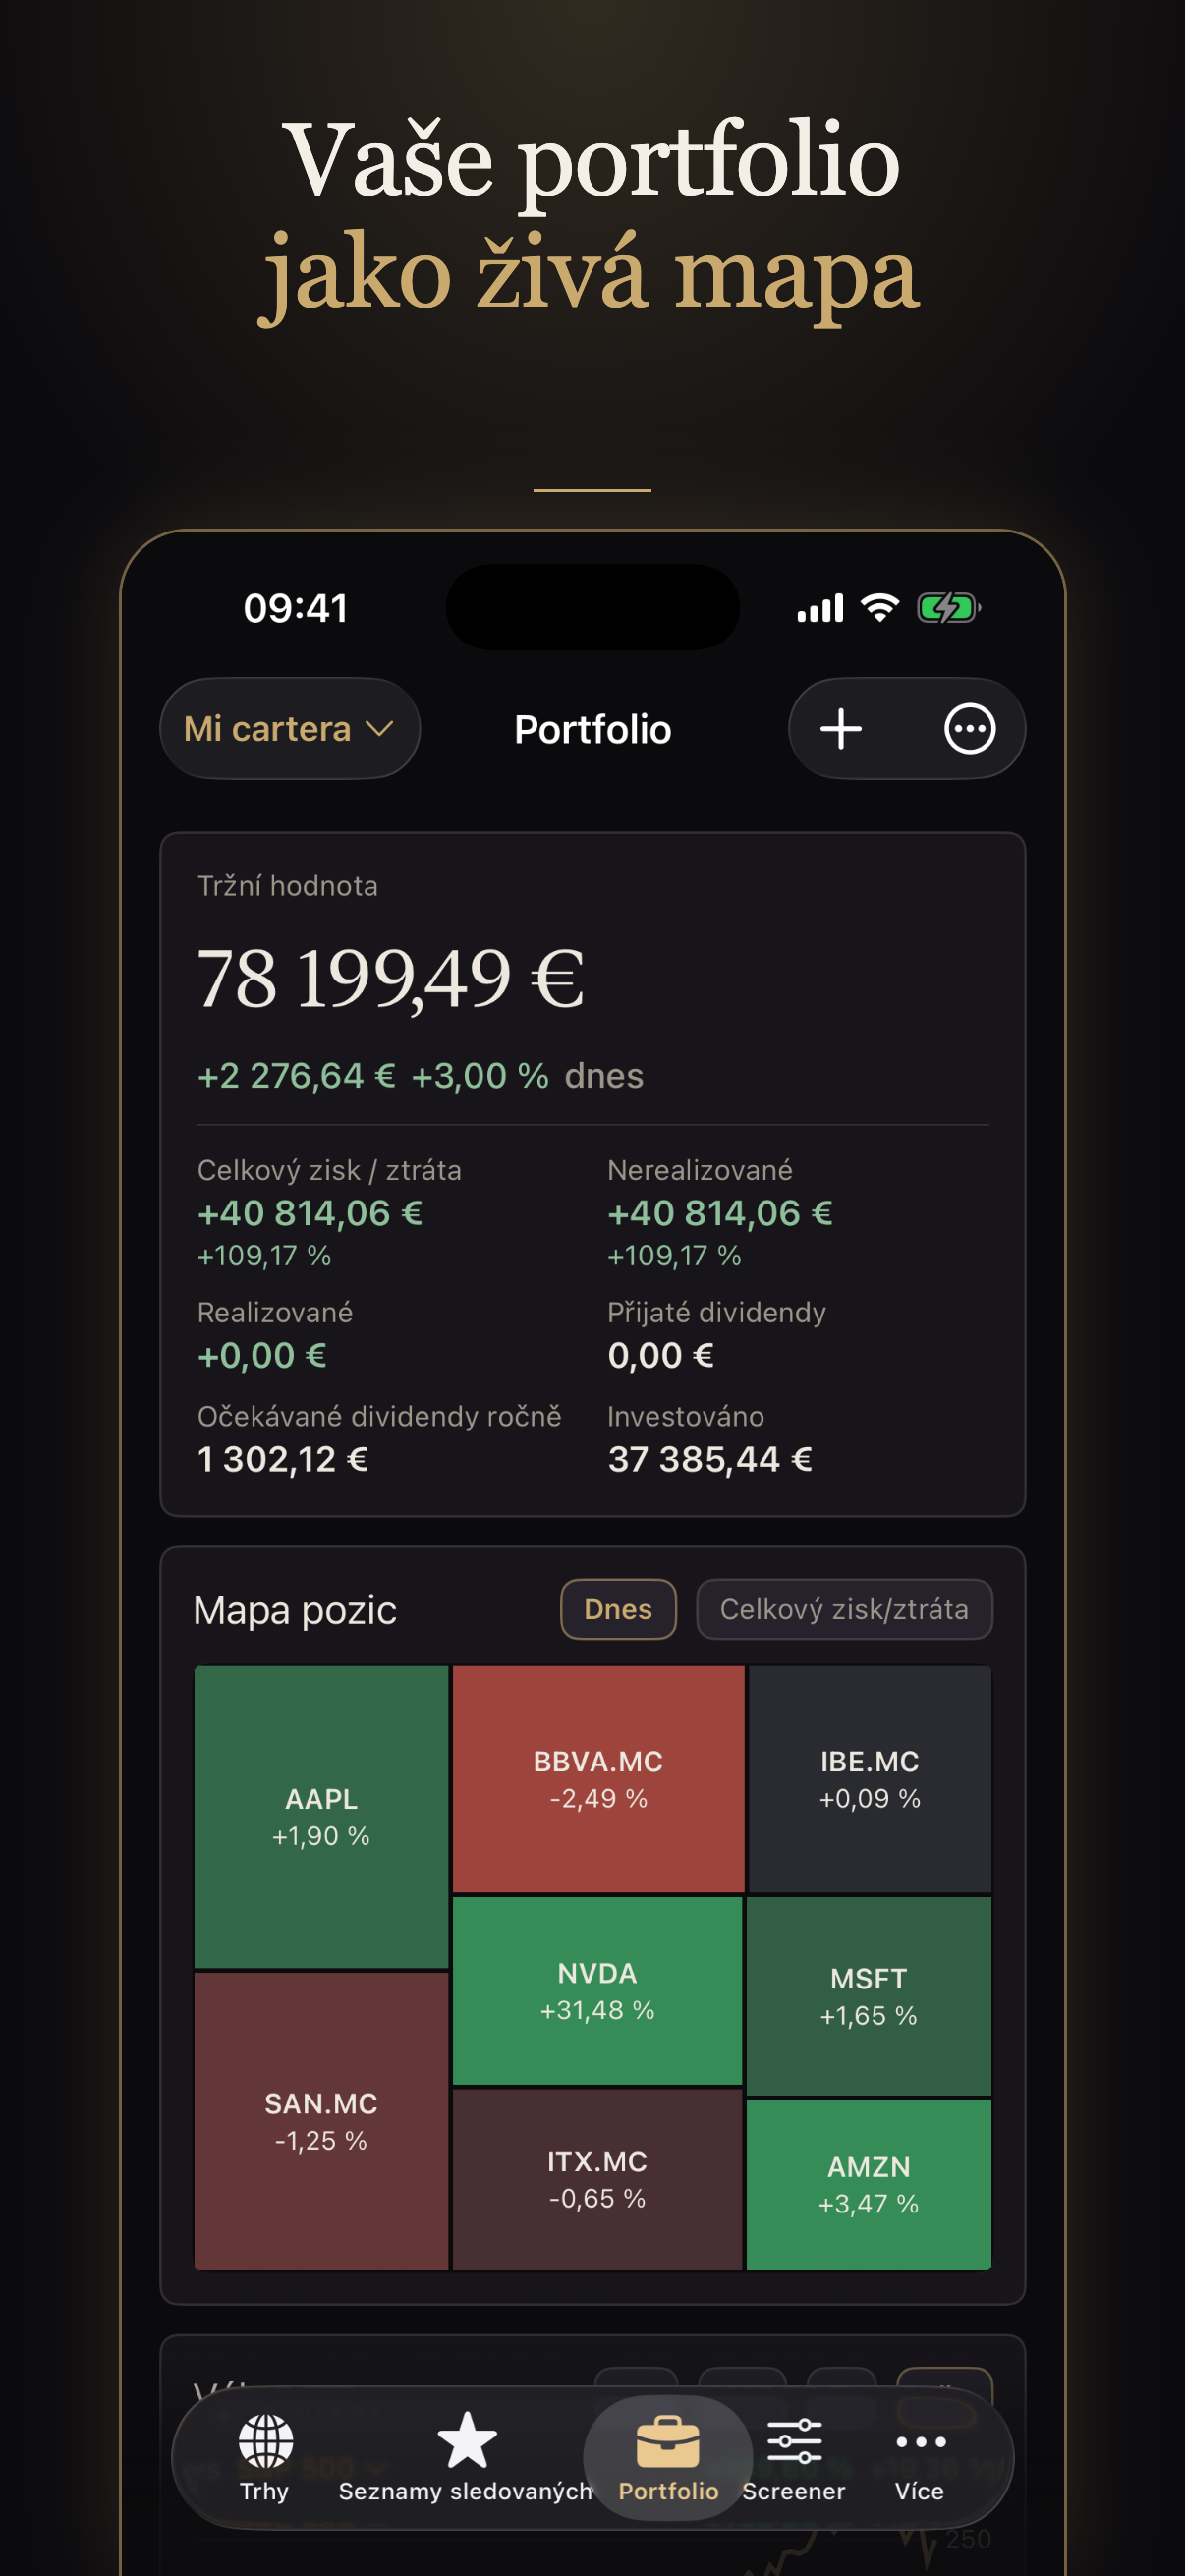 Vaše portfolio
jako živá mapa
09:41
Mi cartera
Portfolio
Tržní hodnota
78 199,49 €
+2 276,64 € +3,00 % dnes
Celkový zisk / ztráta
+40 814,06 €
+109,17 %
Nerealizované
+40 814,06 €
+109,17 %
Realizované
+0,00 €
Přijaté dividendy
0,00 €
Očekávané dividendy ročně
1 302,12 €
Investováno
37 385,44 €
Mapa pozic
Dnes
Celkový zisk/ztráta
AAPL
+1,90 %
BBVA.MC
-2,49 %
IBE.MC
+0,09 %
NVDA
+31,48 %
MSFT
+1,65 %
SAN.MC
-1,25 %
ITX.MC
-0,65 %
AMZN
+3,47 %
Trhy
Seznamy sledovaných
Portfolio
Screener
Více
250